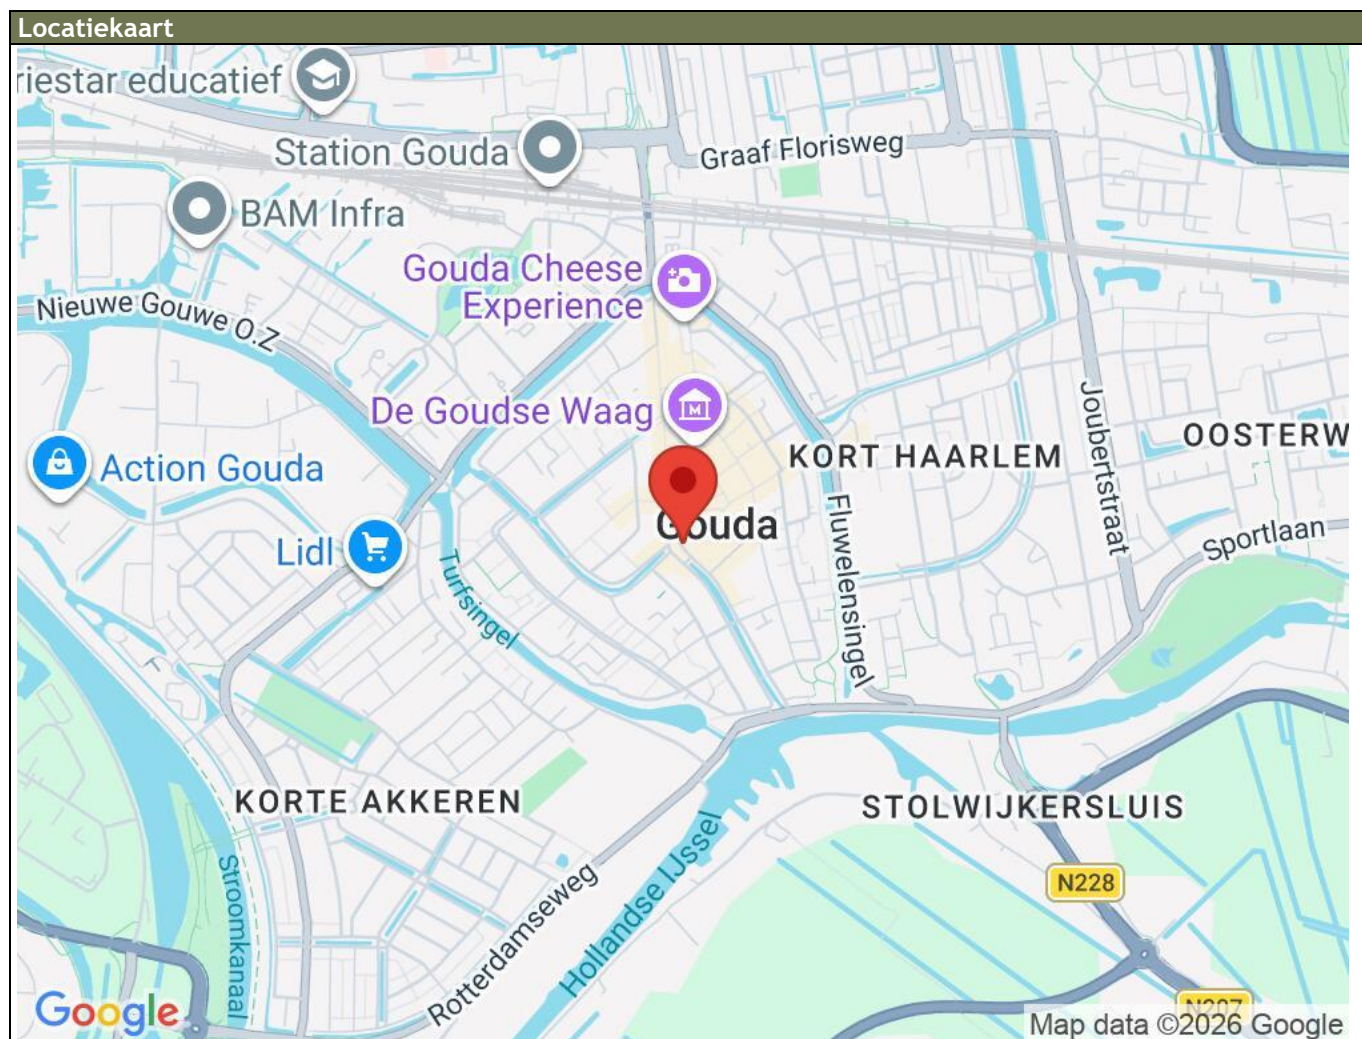 Locatiekaart
riestar educatief
Station Gouda
Graaf Florisweg
BAM Infra
Gouda Cheese
Experience
Nieuwe Gouwe O.Z
De Goudse Waag
Joubertstraat
OOSTERW
KORT HAARLEM
Action Gouda
Gouda
Fluwelensingel
Sportlaan
Lidl
Turfsingel
KORTE AKKEREN
STOLWIJKERSLUIS
Hollandse IJssel
Stroomkanaal
Rotterdamseweg
N228
N207
Google
Map data ©2026 Google